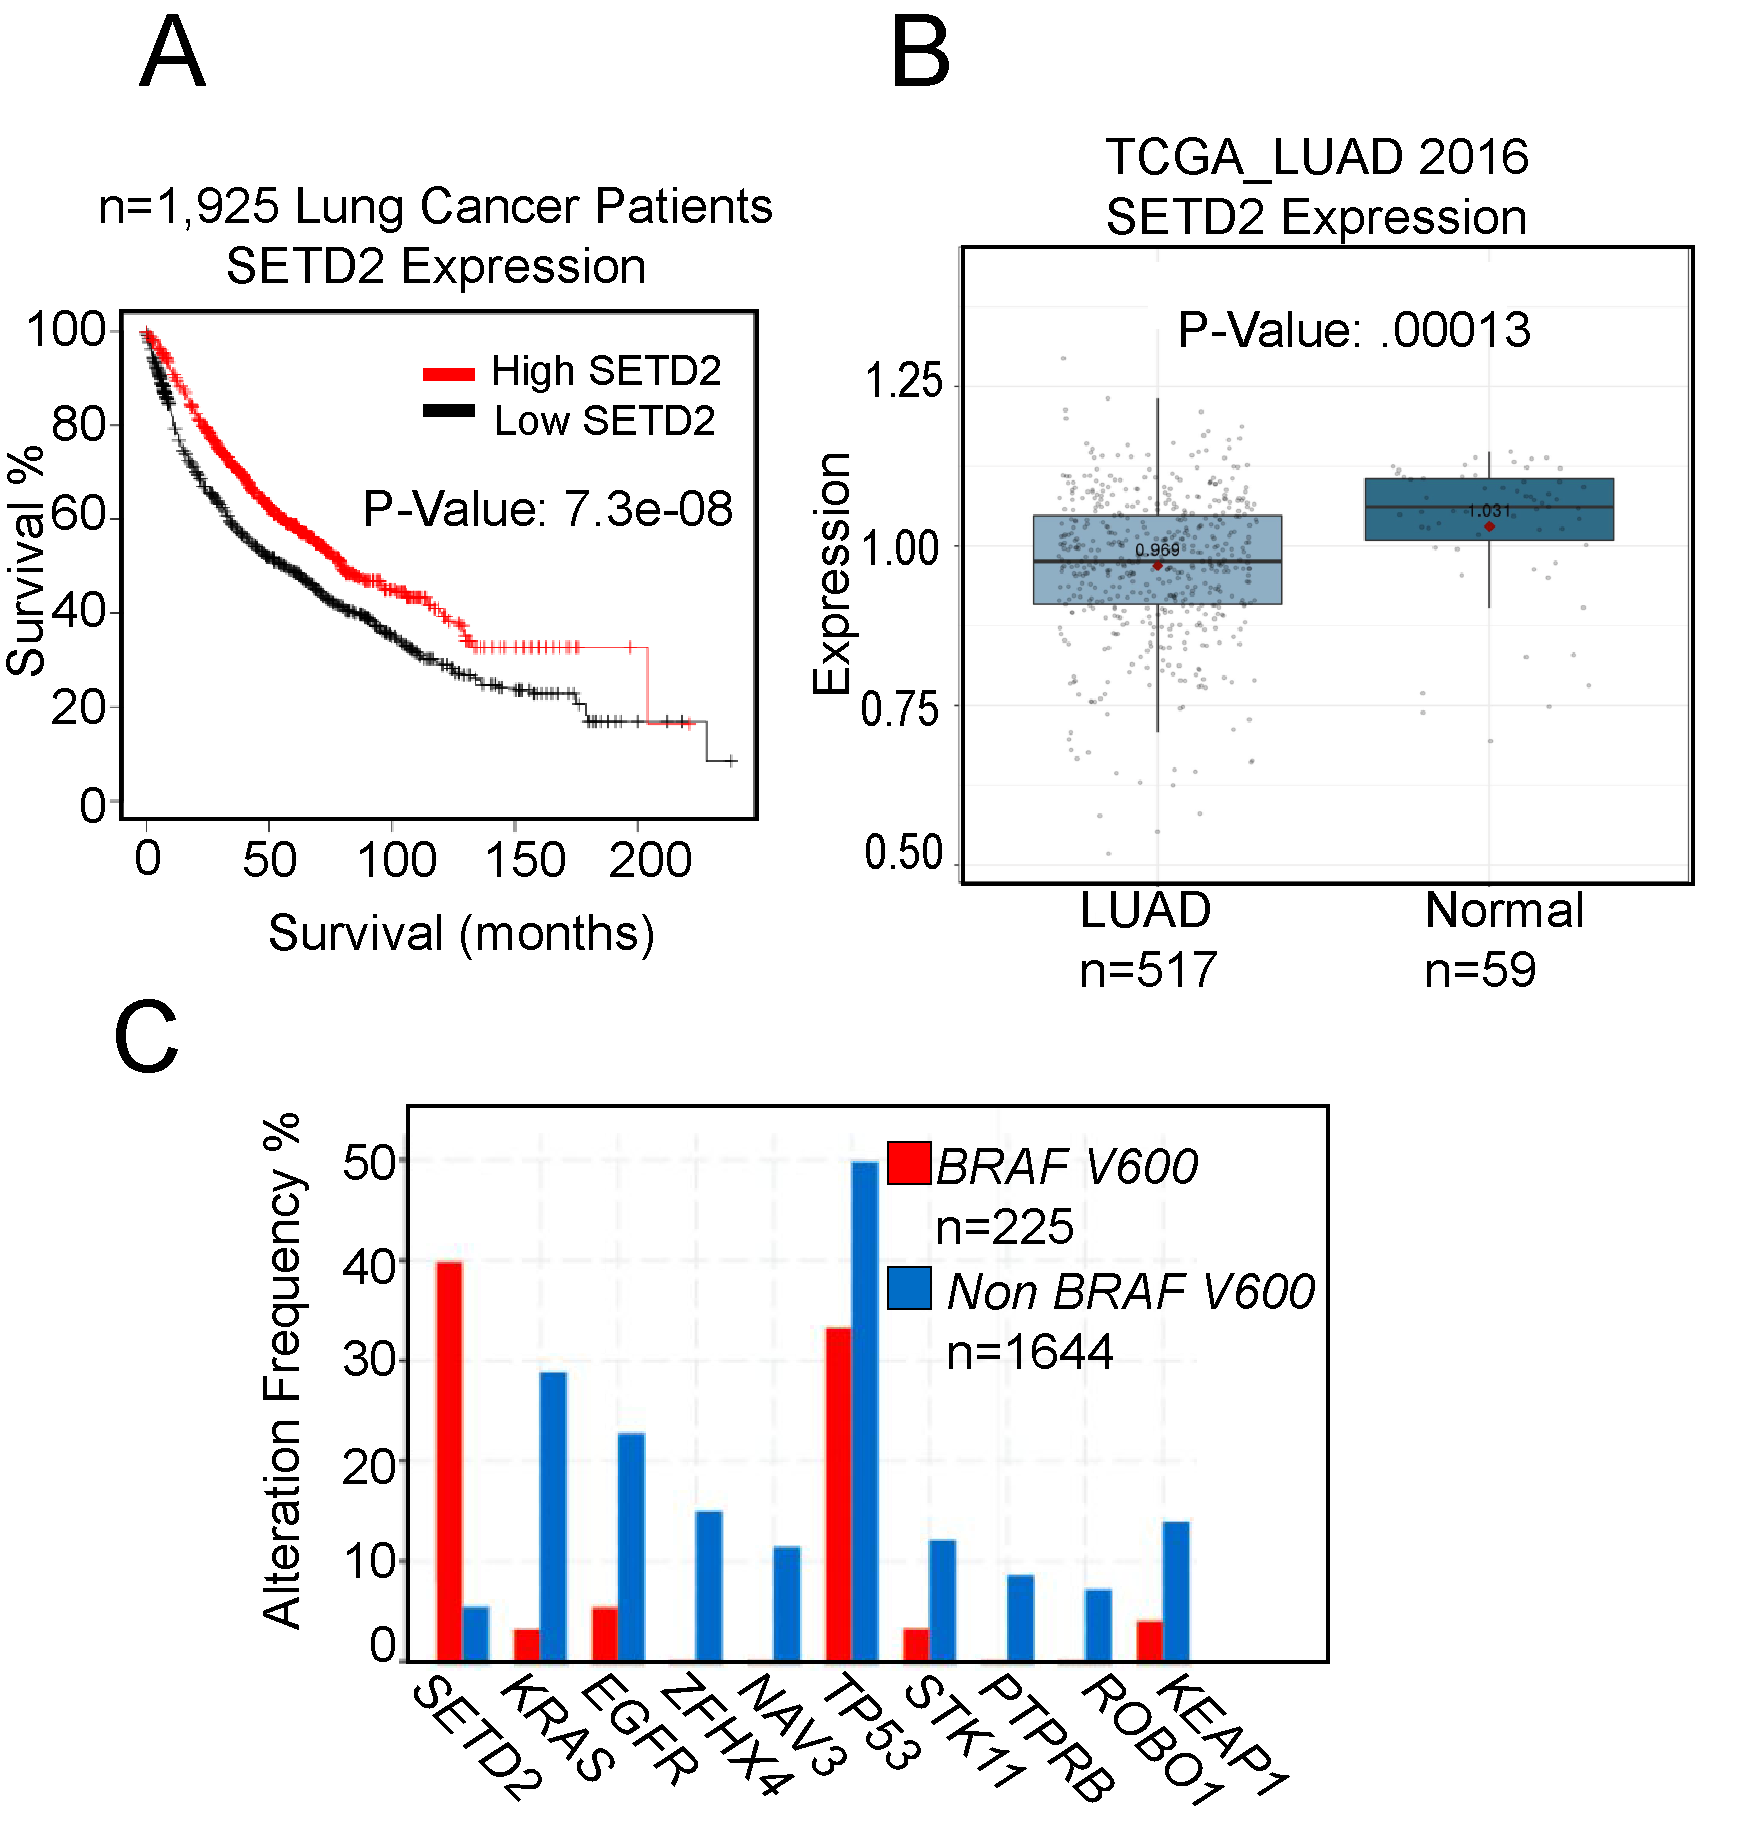 A
n=1,925 Lung Cancer Patients
SETD2 Expression
100
80
60
40
20
0
Survival %
High SETD2
Low SETD2
P-Value: 7.3e-08
0 50 100 150 200
Survival (months)
B
TCGA_LUAD 2016
SETD2 Expression
P-Value: .00013
1.25
1.00
0.75
0.50
Expression
0.969
1.031
LUAD Normal
n=517 n=59
C
Alteration Frequency %
50
40
30
20
10
0
BRAF V600
n=225
Non BRAF V600
n=1644
SETD2
KRAS
EGFR
ZFHX4
NAV3
TP53
STK11
PTPRB
ROBO1
KEAP1